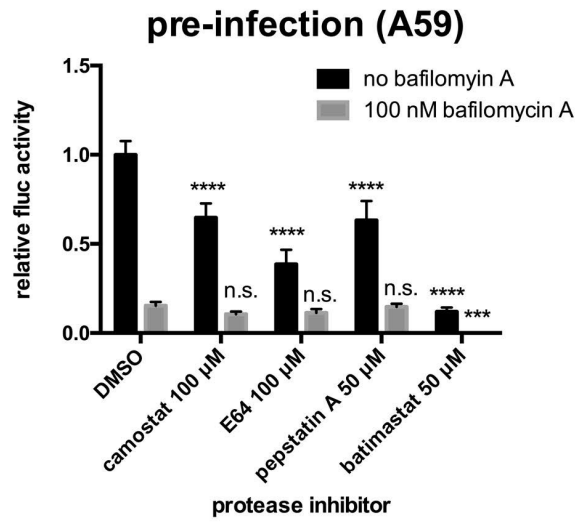 pre-infection (A59)
no bafilomyin A
100 nM bafilomycin A
relative fluc activity
1.5
1.0
0.5
0.0
****
n.s.
****
n.s.
****
n.s.
****
***
DMSO
camostat 100 µM
E64 100 µM
pepstatin A 50 µM
batimastat 50 µM
protease inhibitor